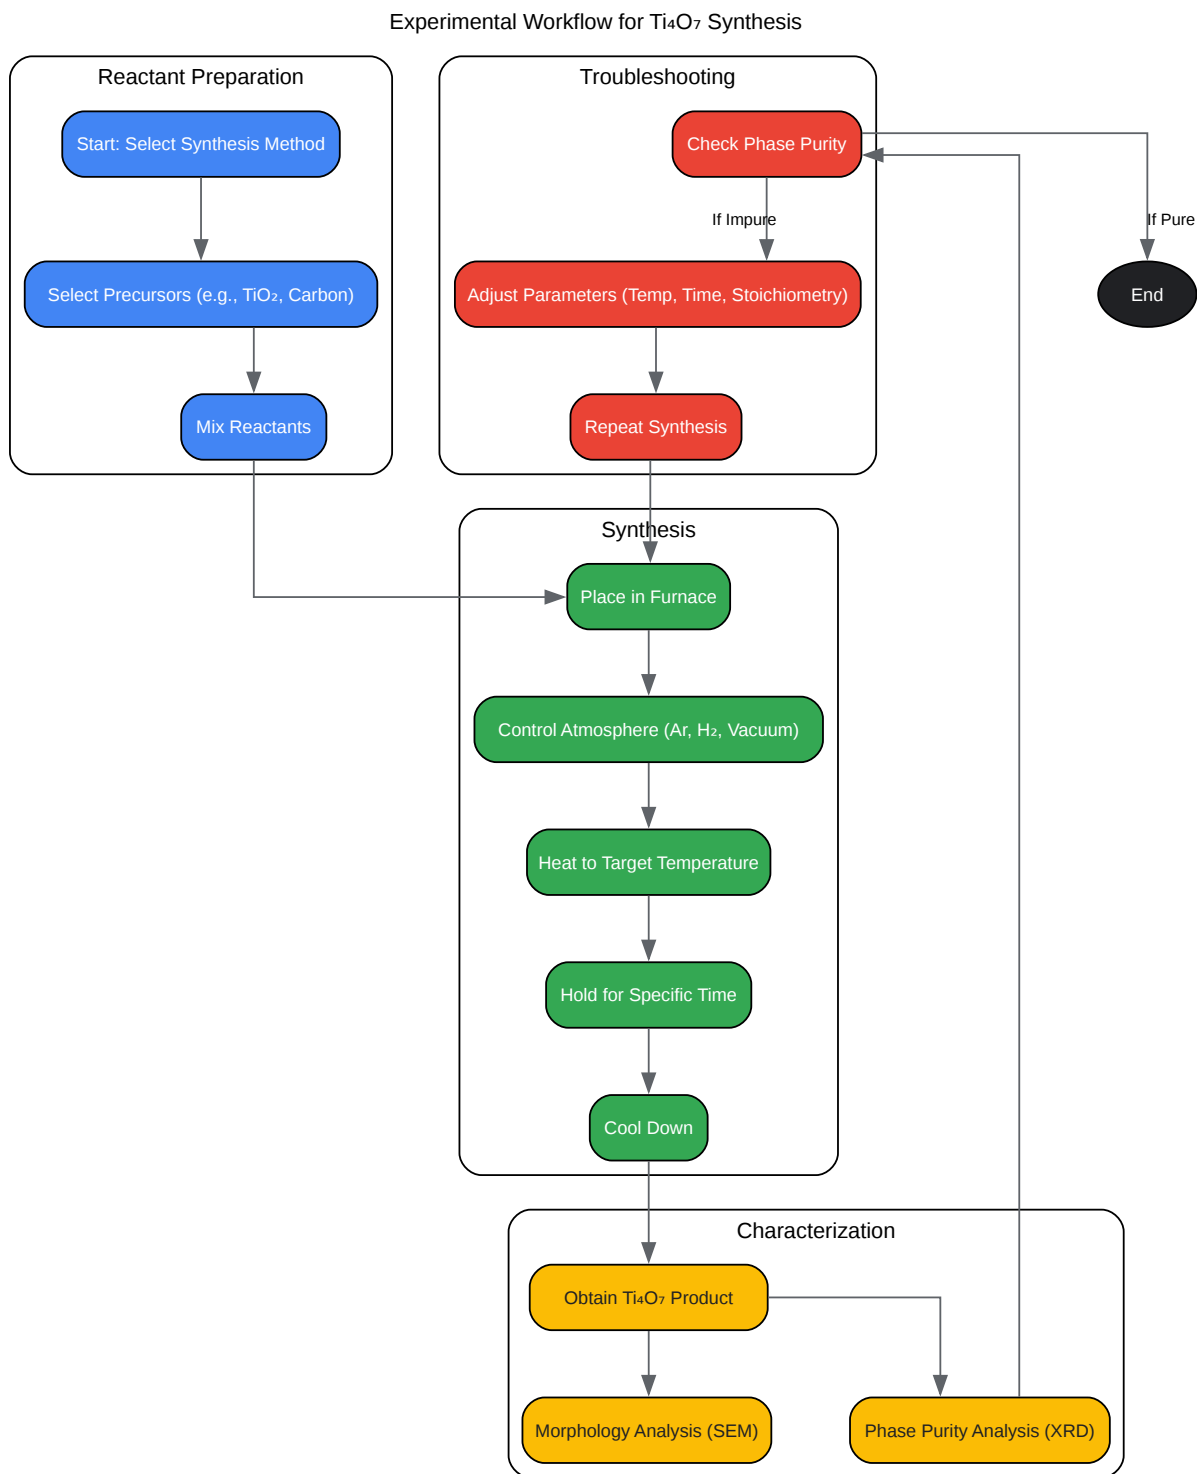 Experimental Workflow for Ti₄O₇ Synthesis
Reactant Preparation
Start: Select Synthesis Method
Select Precursors (e.g., TiO₂, Carbon)
Mix Reactants
Troubleshooting
Check Phase Purity
If Impure
If Pure
Adjust Parameters (Temp, Time, Stoichiometry)
End
Repeat Synthesis
Synthesis
Place in Furnace
Control Atmosphere (Ar, H₂, Vacuum)
Heat to Target Temperature
Hold for Specific Time
Cool Down
Characterization
Obtain Ti₄O₇ Product
Morphology Analysis (SEM)
Phase Purity Analysis (XRD)